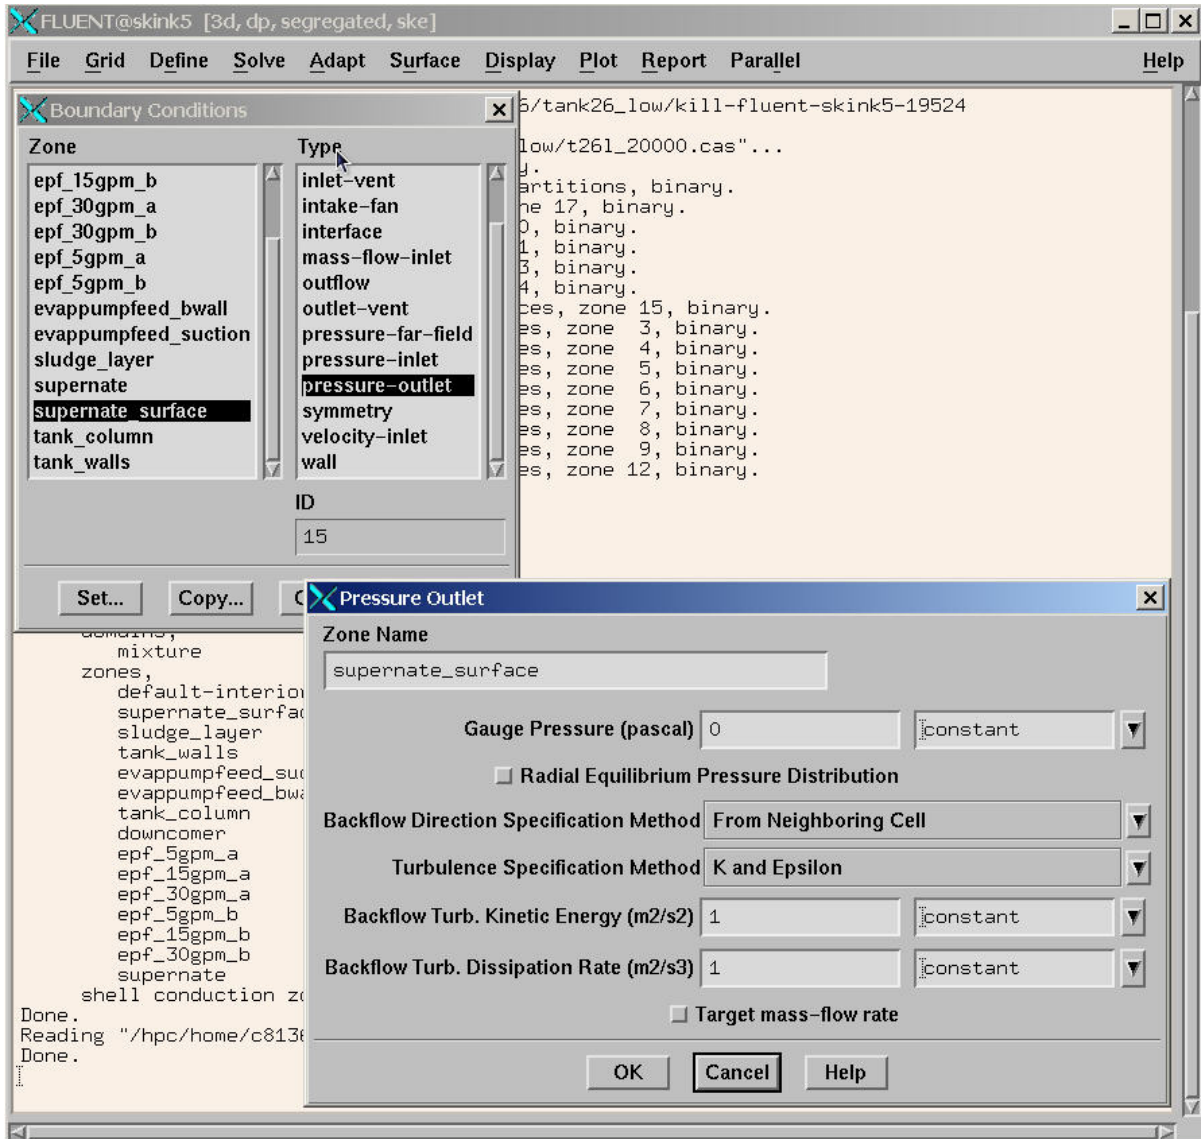 FLUENT@skink5 [3d, dp, segregated, ske]
File Grid Define Solve Adapt Surface Display Plot Report Parallel Help
6/tank26_low/kill-fluent-skink5-19524
low/t26l_20000.cas"...
y.
artitions, binary.
ne 17, binary.
0, binary.
1, binary.
3, binary.
4, binary.
ces, zone 15, binary.
es, zone 3, binary.
es, zone 4, binary.
es, zone 5, binary.
es, zone 6, binary.
es, zone 7, binary.
es, zone 8, binary.
es, zone 9, binary.
es, zone 12, binary.
Boundary Conditions
Zone
epf_15gpm_b
epf_30gpm_a
epf_30gpm_b
epf_5gpm_a
epf_5gpm_b
evappumpfeed_bwall
evappumpfeed_suction
sludge_layer
supernate
supernate_surface
tank_column
tank_walls
Type
inlet-vent
intake-fan
interface
mass-flow-inlet
outflow
outlet-vent
pressure-far-field
pressure-inlet
pressure-outlet
symmetry
velocity-inlet
wall
ID
15
Set... Copy... C
domains,
mixture
zones,
default-interior
supernate_surfac
sludge_layer
tank_walls
evappumpfeed_suc
evappumpfeed_bwa
tank_column
downcomer
epf_5gpm_a
epf_15gpm_a
epf_30gpm_a
epf_5gpm_b
epf_15gpm_b
epf_30gpm_b
supernate
shell conduction zo
Done.
Reading "/hpc/home/c8136
Done.
Pressure Outlet
Zone Name
supernate_surface
Gauge Pressure (pascal) 0 constant
Radial Equilibrium Pressure Distribution
Backflow Direction Specification Method From Neighboring Cell
Turbulence Specification Method K and Epsilon
Backflow Turb. Kinetic Energy (m2/s2) 1 constant
Backflow Turb. Dissipation Rate (m2/s3) 1 constant
Target mass-flow rate
OK Cancel Help